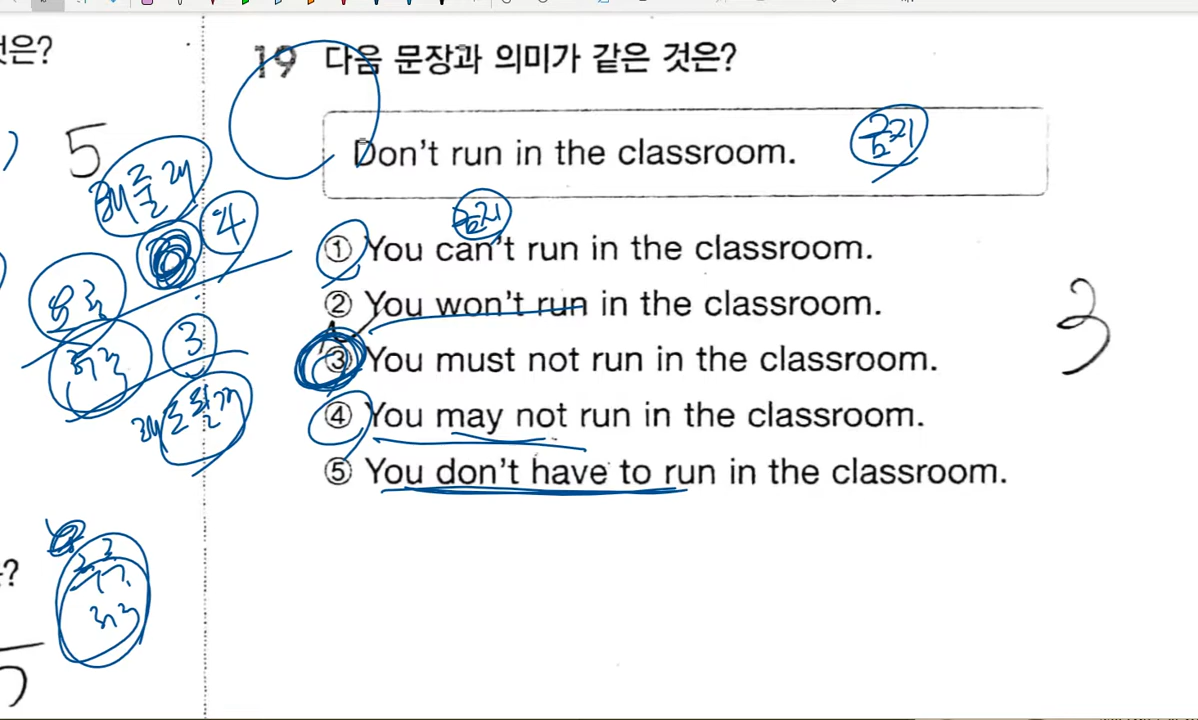 것은?
19 다음 문장과 의미가 같은 것은?
5
Don't run in the classroom.
금지
금지
4
① You can't run in the classroom.
② You won't run in the classroom.
3
③ You must not run in the classroom.
3
④ You may not run in the classroom.
⑤ You don't have to run in the classroom.
?